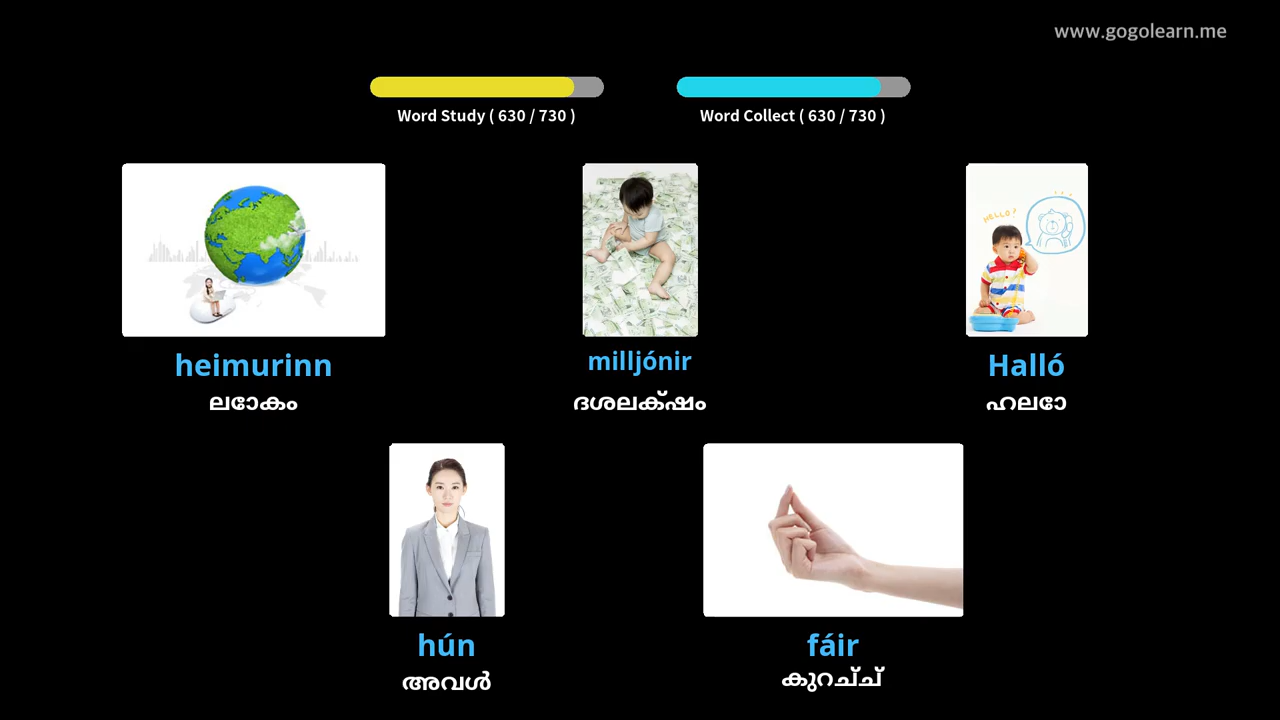 www.gogolearn.me
Word Study ( 630 / 730 )
Word Collect ( 630 / 730 )
HELLO?
heimurinn
ലോകം
milljónir
ദശലക്ഷം
Halló
ഹലോ
hún
അവൾ
fáir
കുറച്ച്